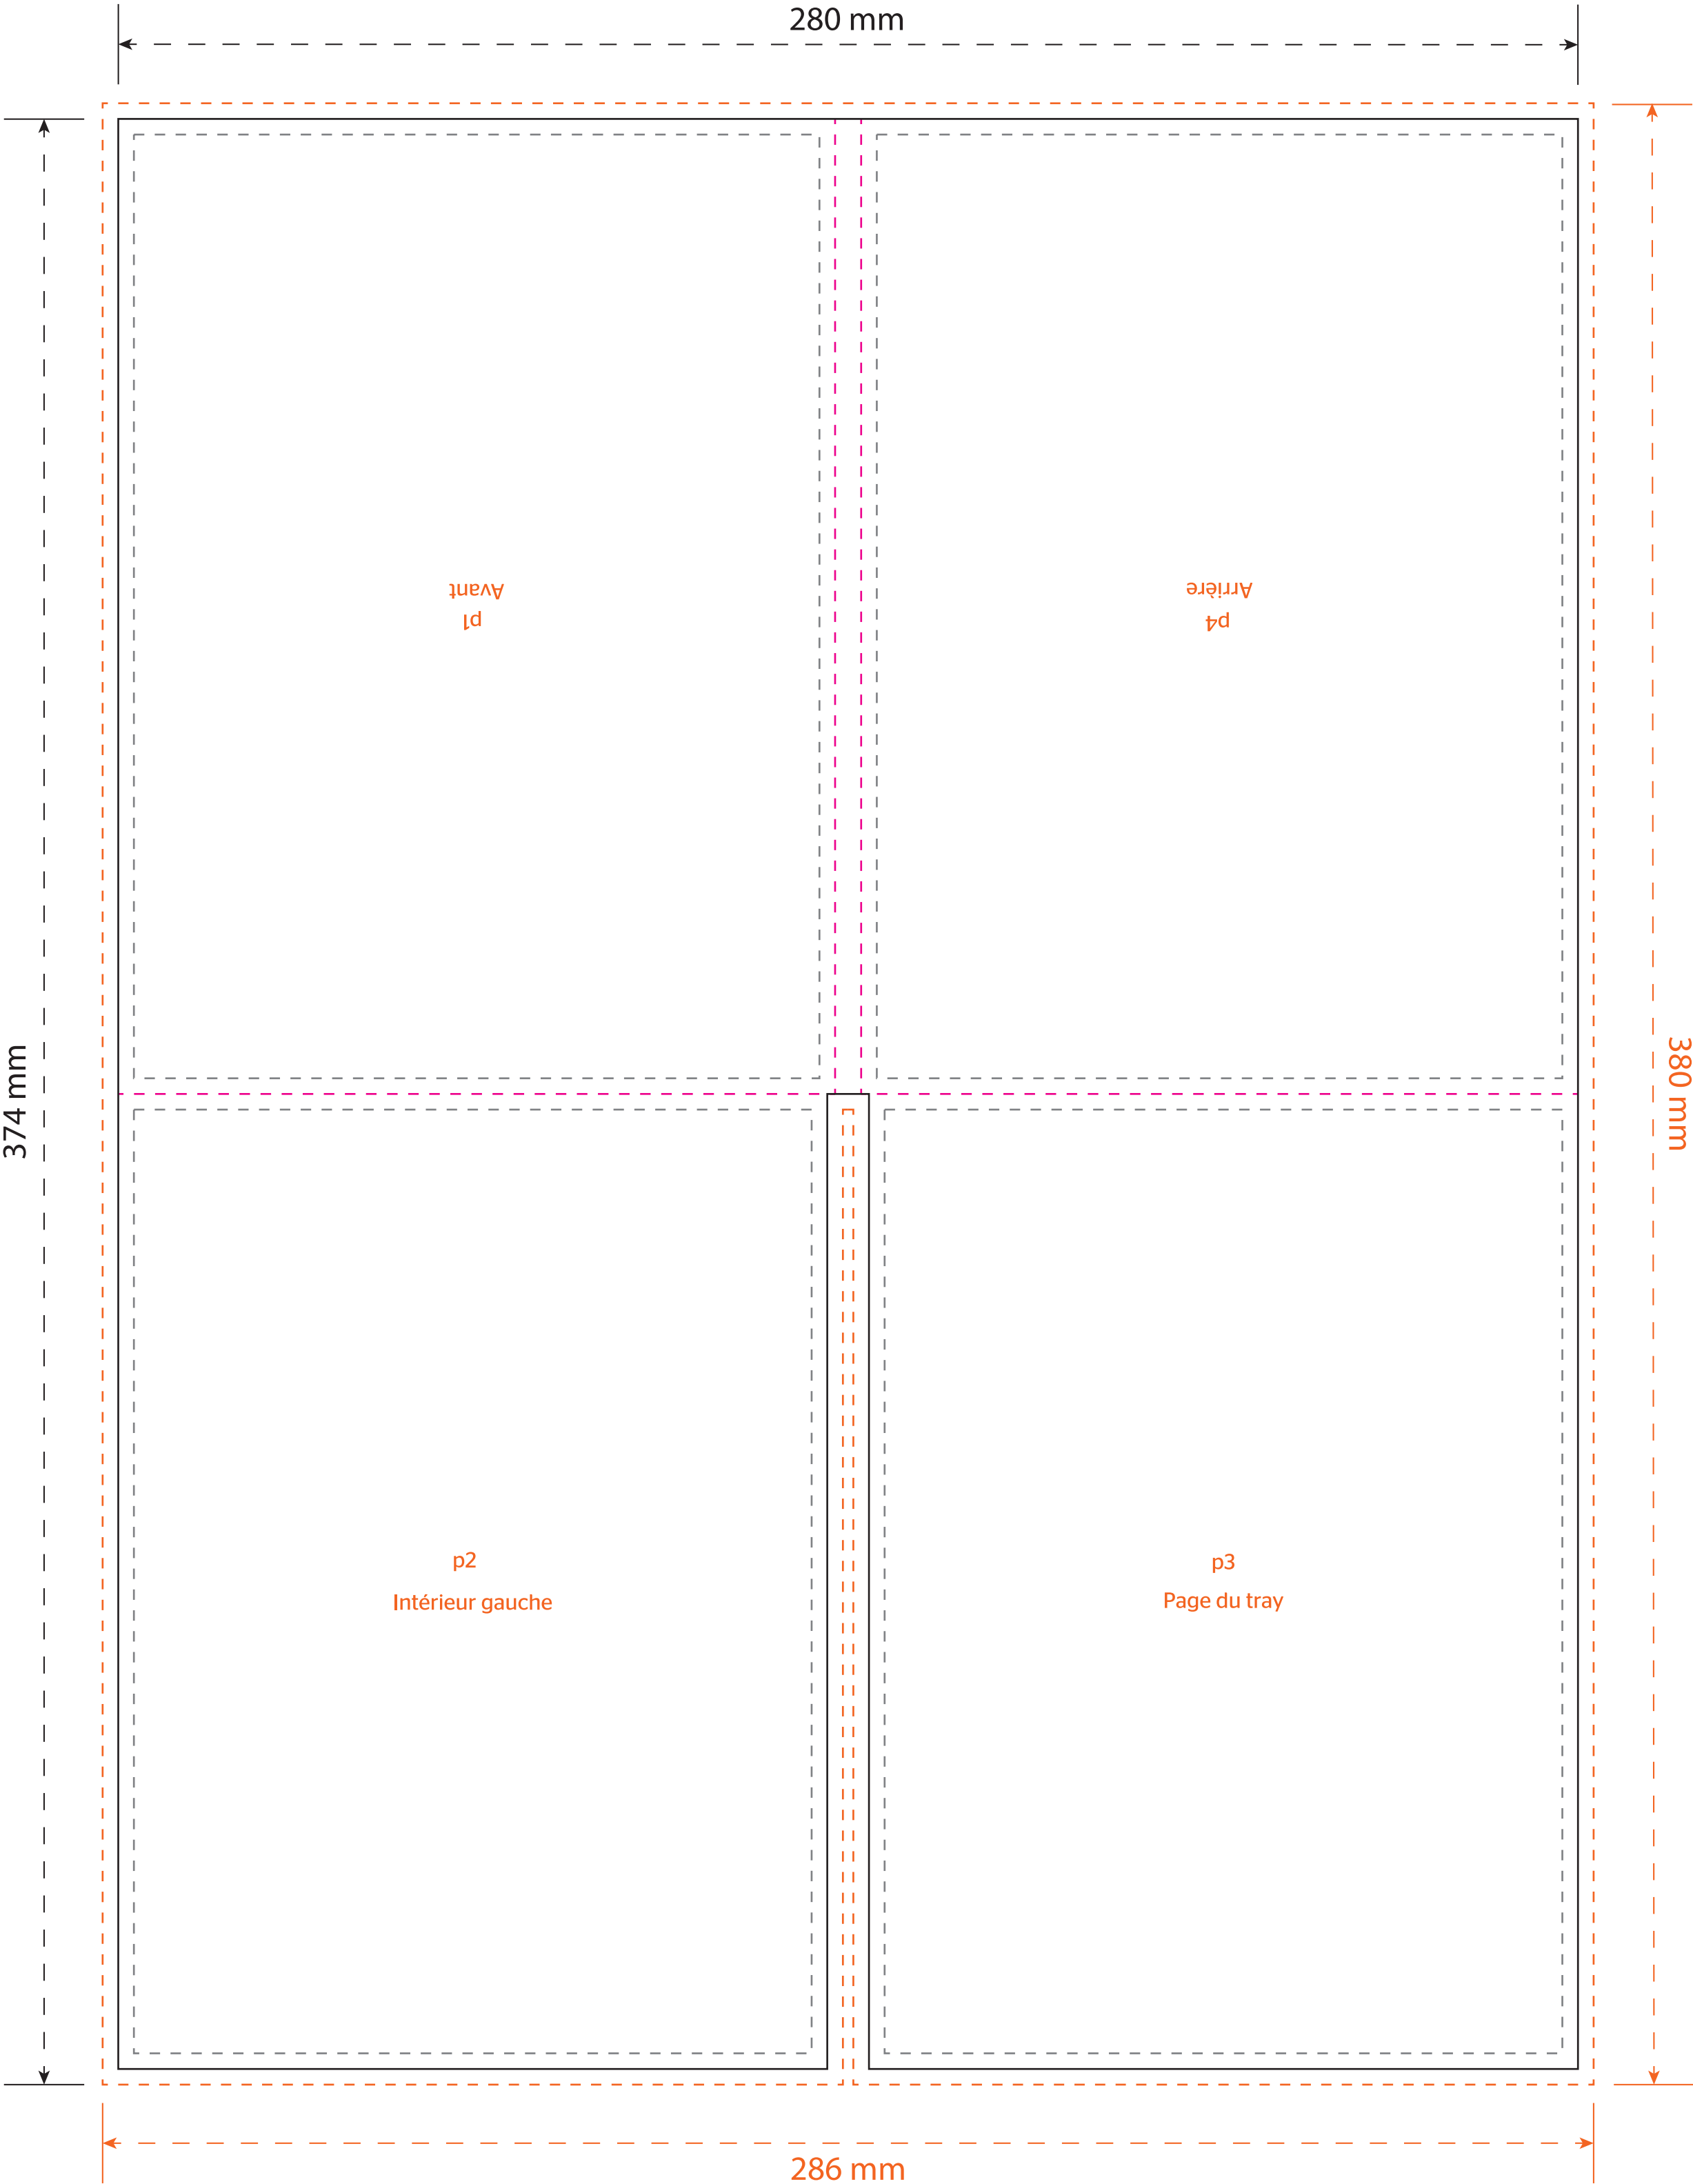 280 mm
p1
Avant
p4
Arrière
374 mm
380 mm
p2
Intérieur gauche
p3
Page du tray
286 mm